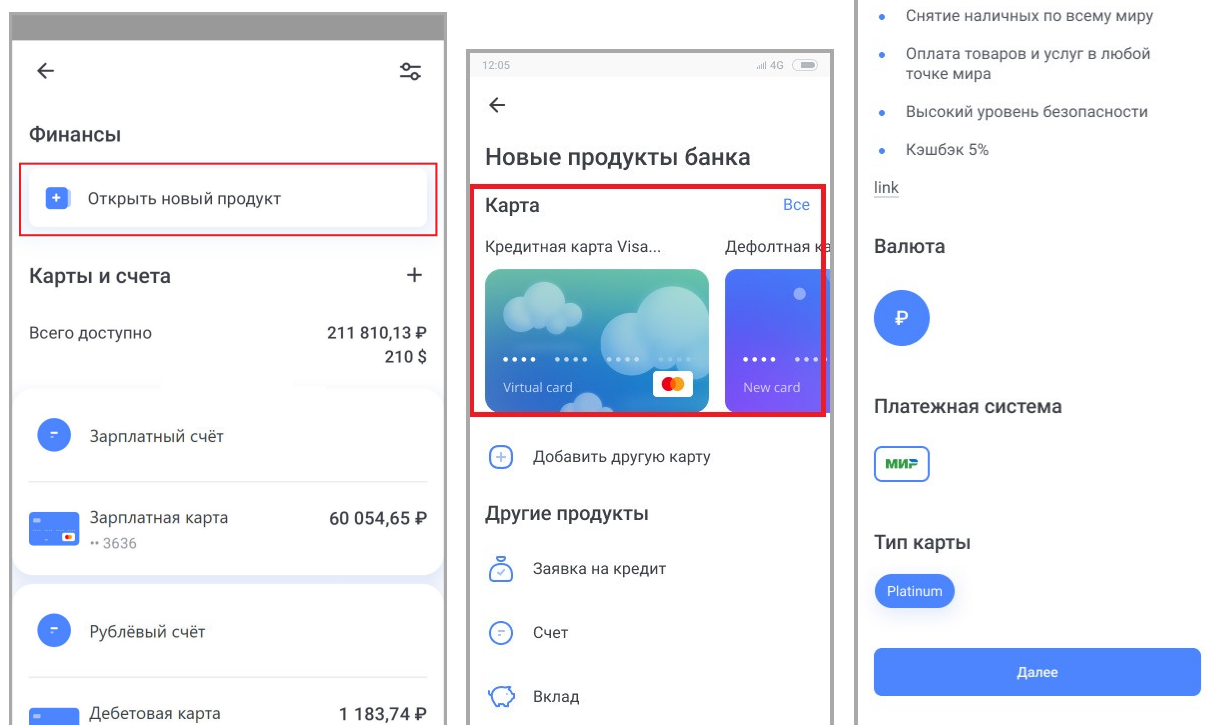 Финансы
Открыть новый продукт
Карты и счета
Всего доступно 211 810,13 ₽
210 $
Зарплатный счёт
Зарплатная карта 60 054,65 ₽
•• 3636
Рублёвый счёт
Дебетовая карта 1 183,74 ₽
12:05 4G
Новые продукты банка
Карта Все
Кредитная карта Visa... Дефолтная ка
•••• •••• •••• •••• •••• •••
Virtual card New card
Добавить другую карту
Другие продукты
Заявка на кредит
Счет
Вклад
• Снятие наличных по всему миру
• Оплата товаров и услуг в любой
точке мира
• Высокий уровень безопасности
• Кэшбэк 5%
link
Валюта
₽
Платежная система
МИР
Тип карты
Platinum
Далее